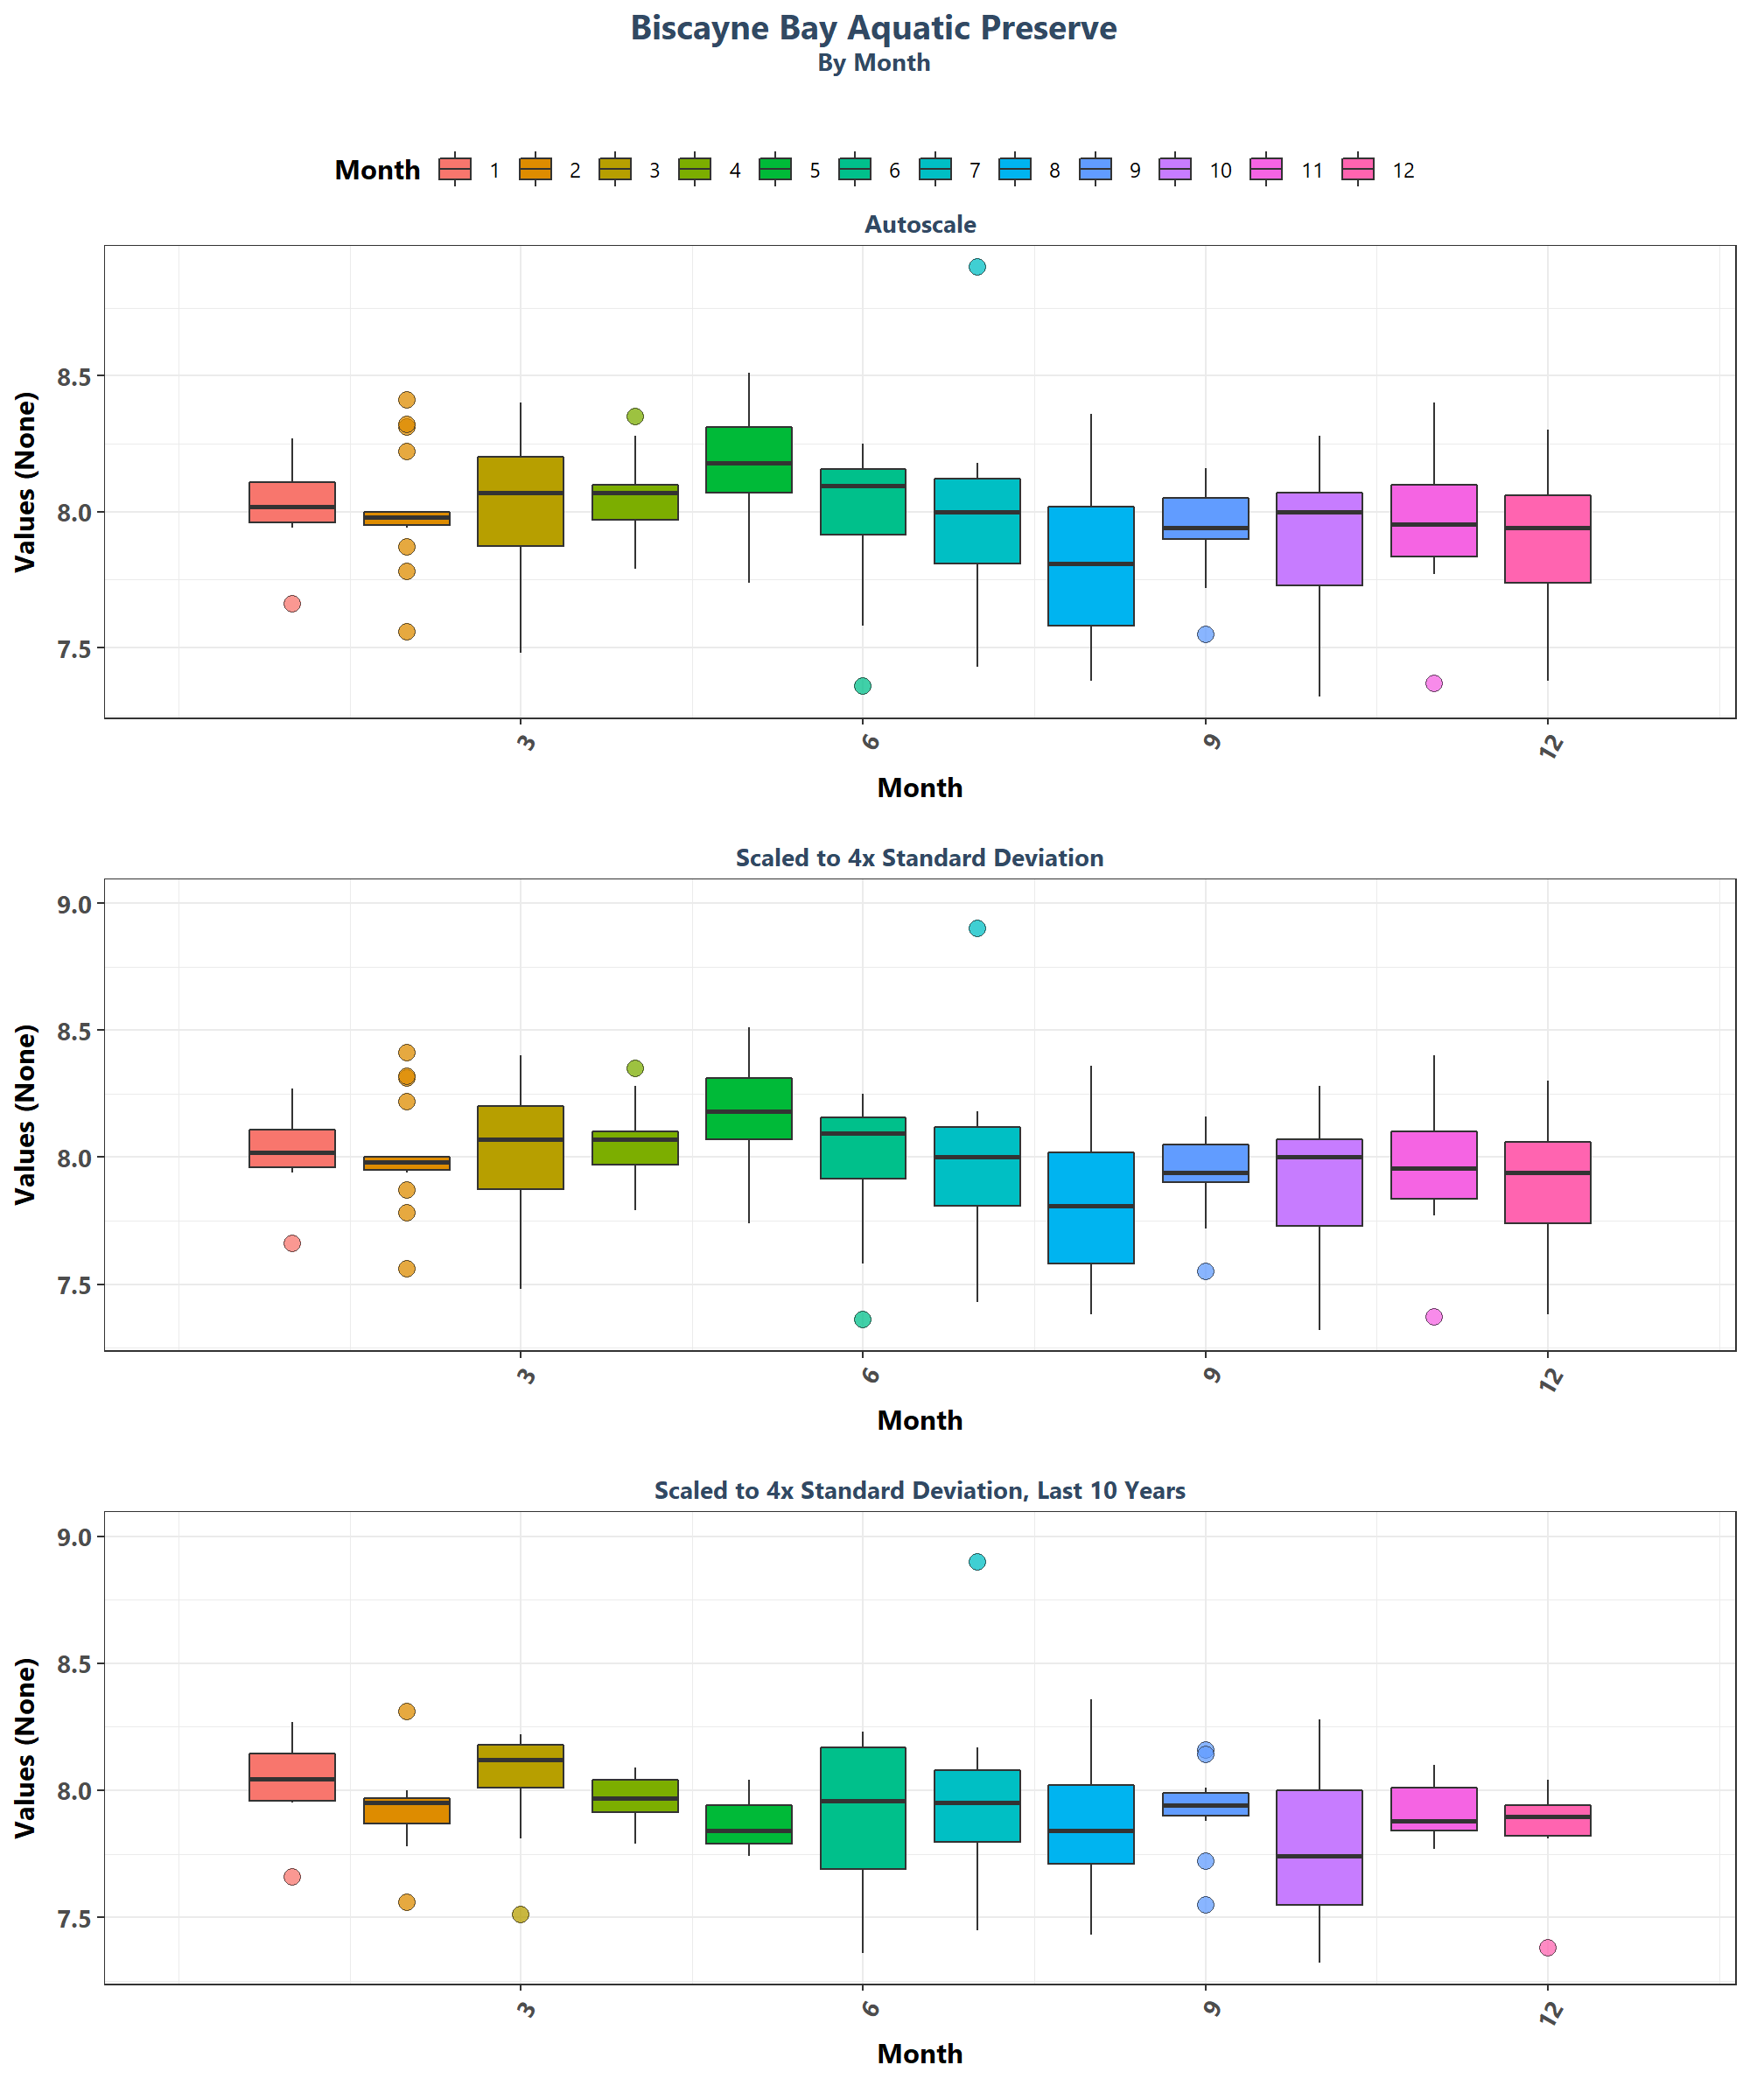 Biscayne Bay Aquatic Preserve
By Month
Month 1 2 3 4 5 6 7 8 9 10 11 12
Autoscale
Values (None)
8.5
8.0
7.5
3 6 9 12
Month
Scaled to 4x Standard Deviation
Values (None)
9.0
8.5
8.0
7.5
3 6 9 12
Month
Scaled to 4x Standard Deviation, Last 10 Years
Values (None)
9.0
8.5
8.0
7.5
3 6 9 12
Month